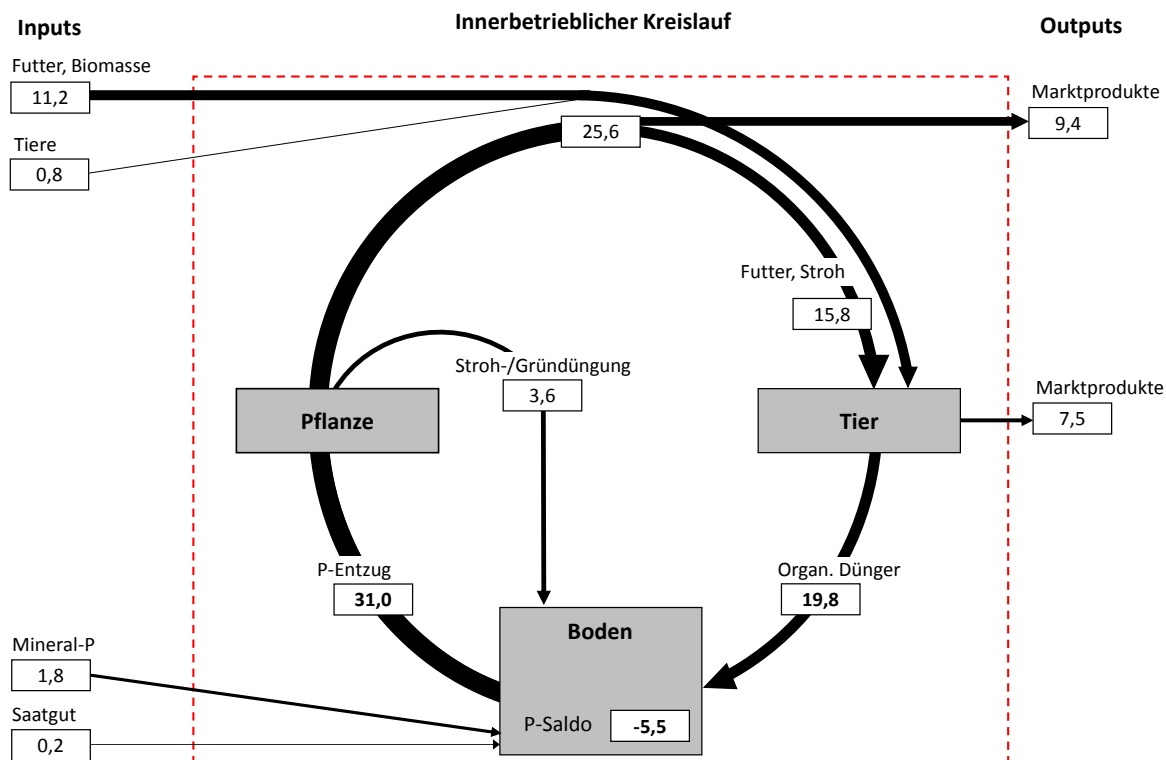 Innerbetrieblicher Kreislauf
Inputs
Outputs
Futter, Biomasse
11,2
Marktprodukte
9,4
25,6
Tiere
0,8
Futter, Stroh
15,8
Stroh-/Gründüngung
3,6
Marktprodukte
7,5
Pflanze
Tier
P-Entzug
31,0
Organ. Dünger
19,8
Boden
Mineral-P
1,8
P-Saldo
-5,5
Saatgut
0,2